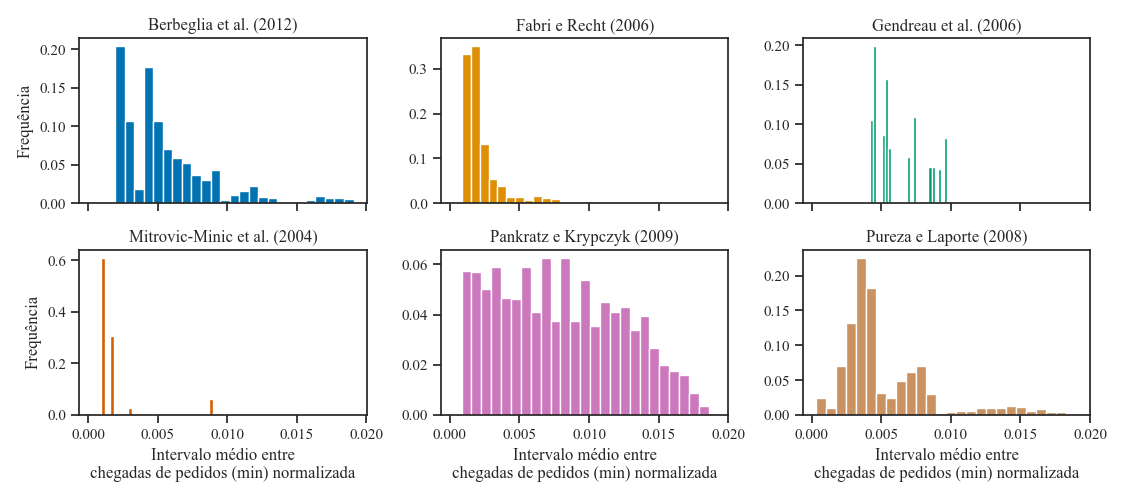 Berbeglia et al. (2012)
Fabri e Recht (2006)
Gendreau et al. (2006)
Frequência
0.20
0.15
0.10
0.05
0.00
0.3
0.2
0.1
0.0
0.20
0.15
0.10
0.05
0.00
Mitrovic-Minic et al. (2004)
Pankratz e Krypczyk (2009)
Pureza e Laporte (2008)
Frequência
0.6
0.4
0.2
0.0
0.06
0.04
0.02
0.00
0.20
0.15
0.10
0.05
0.00
0.000 0.005 0.010 0.015 0.020
0.000 0.005 0.010 0.015 0.020
0.000 0.005 0.010 0.015 0.020
Intervalo médio entre
chegadas de pedidos (min) normalizada
Intervalo médio entre
chegadas de pedidos (min) normalizada
Intervalo médio entre
chegadas de pedidos (min) normalizada